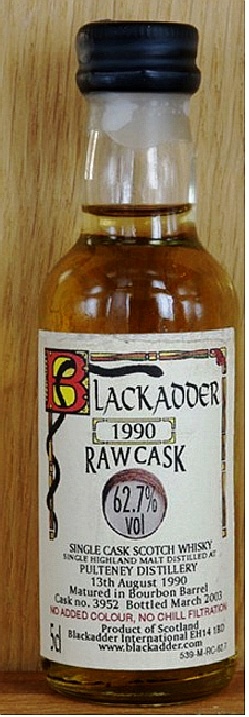 BLACKADDER
1990
RAW CASK
62.7%
vol
SINGLE CASK SCOTCH WHISKY
SINGLE HIGHLAND MALT DISTILLED AT
PULTENEY DISTILLERY
13th August 1990
Matured in Bourbon Barrel
Cask no. 3952 Bottled March 2003
NO ADDED COLOUR, NO CHILL FILTRATION
Product of Scotland
Blackadder International EH14 1BD
www.blackadder.com
5cl